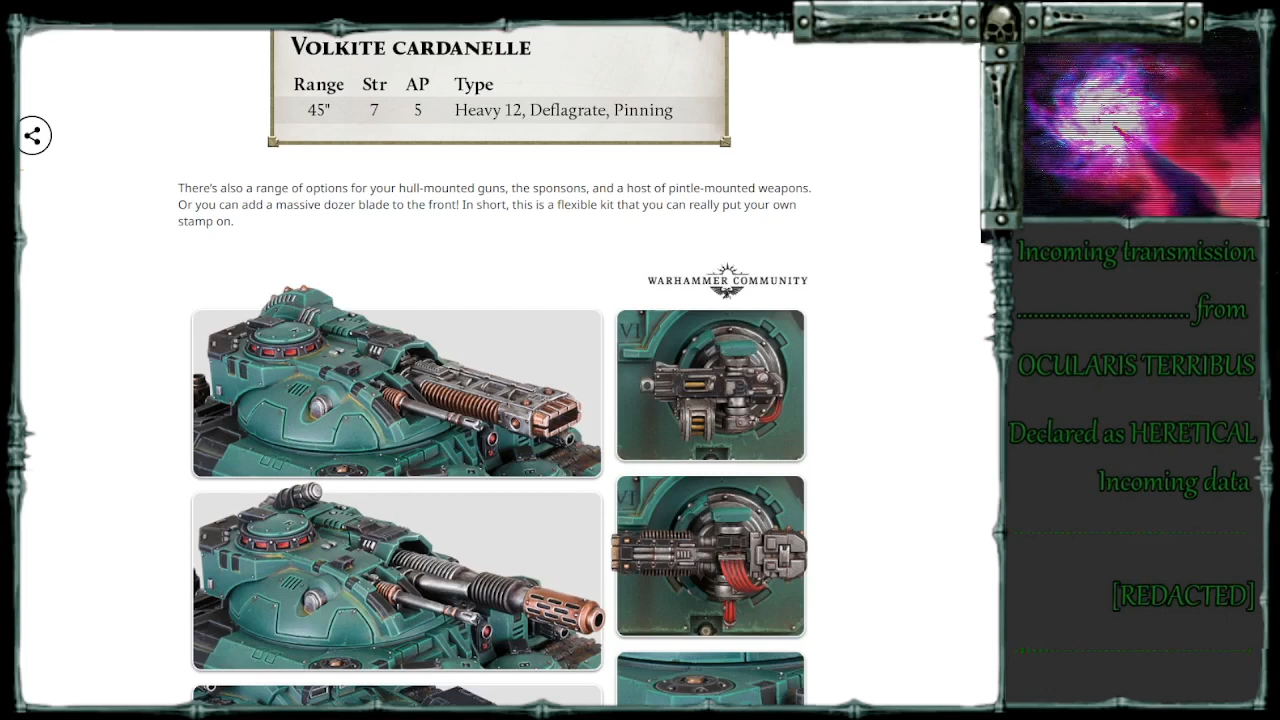 VOLKITE CARDANELLE
Range Str AP Type
45" 7 5 Heavy 12, Deflagrate, Pinning
There's also a range of options for your hull-mounted guns, the sponsons, and a host of pintle-mounted weapons.
Or you can add a massive dozer blade to the front! In short, this is a flexible kit that you can really put your own
stamp on.
WARHAMMER COMMUNITY
VI
VI
Incoming transmission
.............................. from
OCULARIS TERRIBUS
Declared as HERETICAL
Incoming data
[REDACTED]